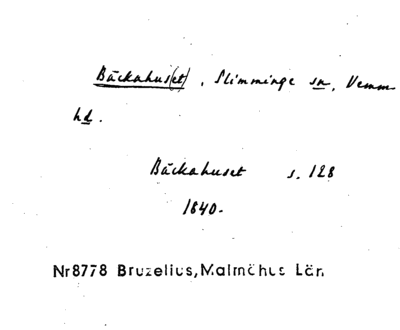 Bäckahus(et), Slimminge sn, Vemm
hd.
Bäckahuset s. 128
1840.
Nr8778 Bruzelius, Malmöhus Län